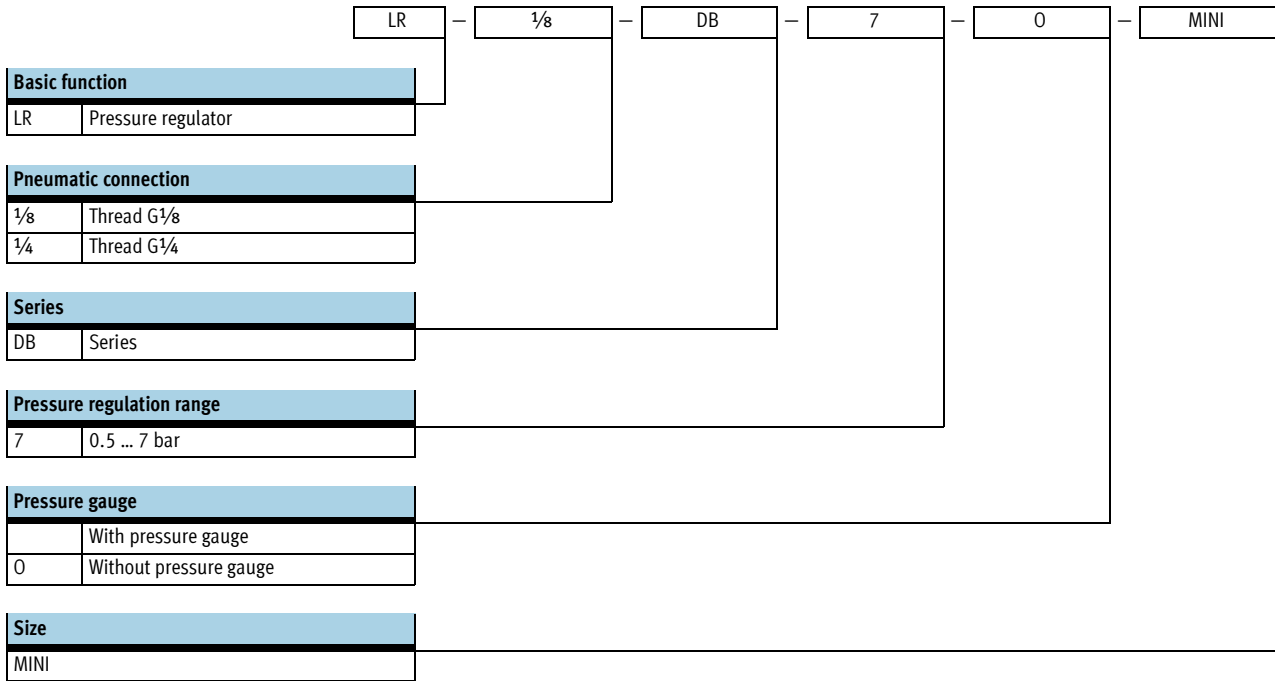 LR – 1/8 – DB – 7 – O – MINI
Basic function
LR Pressure regulator
Pneumatic connection
1/8 Thread G1/8
1/4 Thread G1/4
Series
DB Series
Pressure regulation range
7 0.5 ... 7 bar
Pressure gauge
With pressure gauge
O Without pressure gauge
Size
MINI